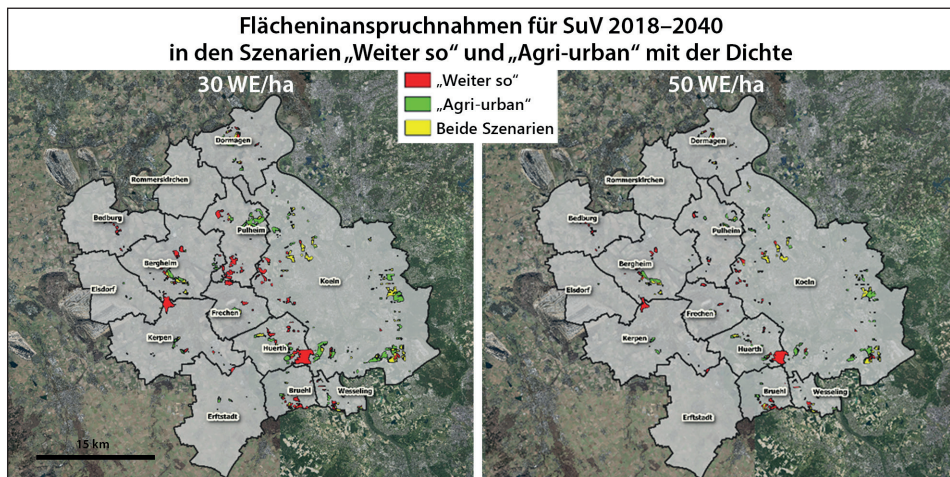 Flächeninanspruchnahmen für SuV 2018–2040
in den Szenarien „Weiter so“ und „Agri-urban“ mit der Dichte
30 WE/ha
„Weiter so“
„Agri-urban“
Beide Szenarien
50 WE/ha
Dormagen
Rommerskirchen
Bedburg
Pulheim
Bergheim
Elsdorf
Koeln
Frechen
Kerpen
Huerth
Bruehl
Wesseling
Erftstadt
15 km
Dormagen
Rommerskirchen
Bedburg
Pulheim
Bergheim
Elsdorf
Koeln
Frechen
Kerpen
Huerth
Bruehl
Wesseling
Erftstadt